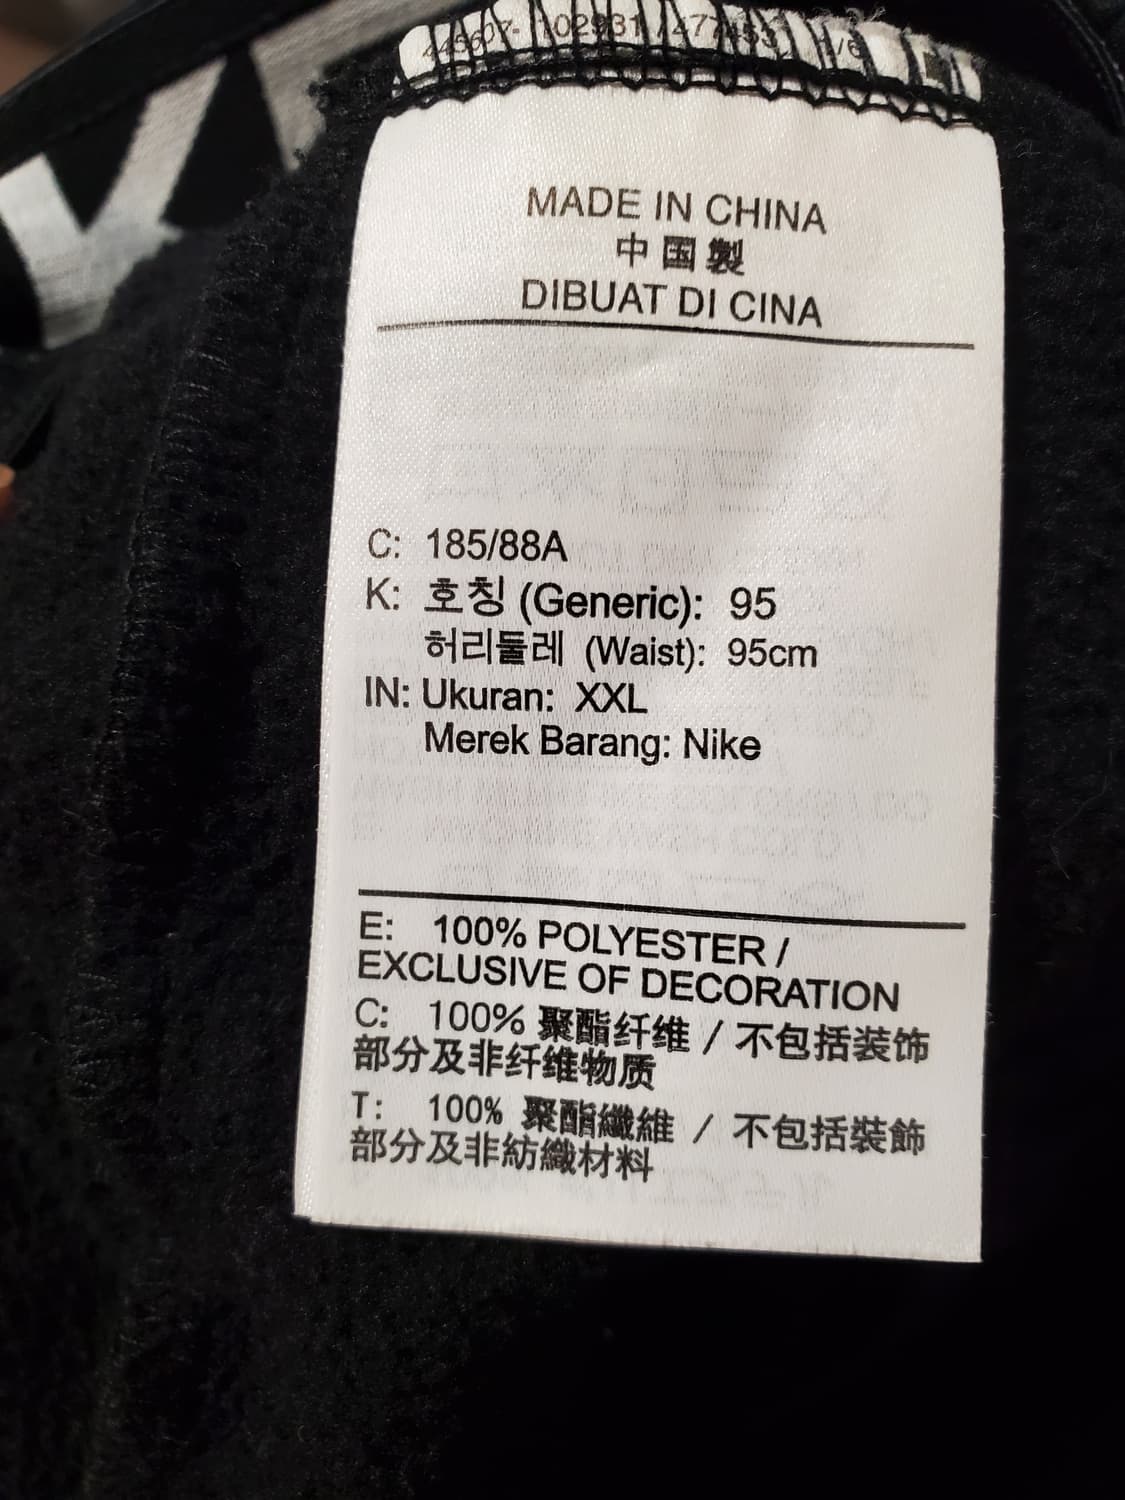 MADE IN CHINA
中国製
DIBUAT DI CINA
C: 185/88A
K: 호칭 (Generic): 95
허리둘레 (Waist): 95cm
IN: Ukuran: XXL
Merek Barang: Nike
E: 100% POLYESTER /
EXCLUSIVE OF DECORATION
C: 100% 聚酯纤维 / 不包括装饰
部分及非纤维物质
T: 100% 聚酯纖維 / 不包括裝飾
部分及非紡織材料